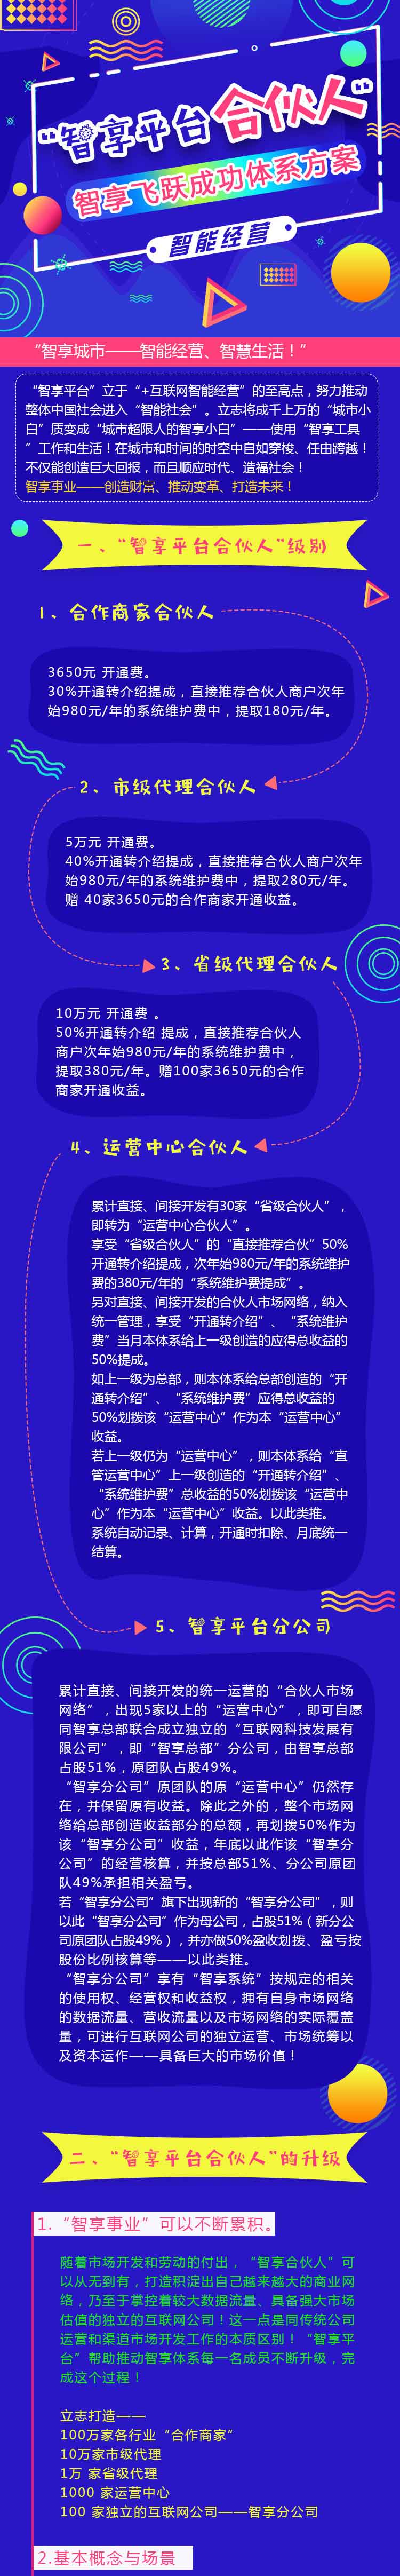 “智享平台合伙人”
智享飞跃成功体系方案
智能经营
“智享城市——智能经营、智慧生活！”
“智享平台”立于“+互联网智能经营”的至高点，努力推动
整体中国社会进入“智能社会”。立志将成千上万的“城市小
白”质变成“城市超限人的智享小白”——使用“智享工具
”工作和生活！在城市和时间的时空中自如穿梭、任由跨越！
不仅能创造巨大回报，而且顺应时代、造福社会！
智享事业——创造财富、推动变革、打造未来！
一、“智享平台合伙人”级别
1、合作商家合伙人
3650元 开通费。
30%开通转介绍提成，直接推荐合伙人商户次年
始980元/年的系统维护费中，提取180元/年。
2、市级代理合伙人
5万元 开通费。
40%开通转介绍提成，直接推荐合伙人商户次年
始980元/年的系统维护费中，提取280元/年。
赠 40家3650元的合作商家开通收益。
3、省级代理合伙人
10万元 开通费 。
50%开通转介绍 提成，直接推荐合伙人
商户次年始980元/年的系统维护费中，
提取380元/年。赠100家3650元的合作
商家开通收益。
4、运营中心合伙人
累计直接、间接开发有30家“省级合伙人”，
即转为“运营中心合伙人”。
享受“省级合伙人”的“直接推荐合伙”50%
开通转介绍提成，次年始980元/年的系统维护
费的380元/年的“系统维护费提成”。
另对直接、间接开发的合伙人市场网络，纳入
统一管理，享受“开通转介绍”、“系统维护
费”当月本体系给上一级创造的应得总收益的
50%提成。
如上一级为总部，则本体系给总部创造的“开
通转介绍”、“系统维护费”应得总收益的
50%划拨该“运营中心”作为本“运营中心”
收益。
若上一级仍为“运营中心”，则本体系给“直
管运营中心”上一级创造的“开通转介绍”、
“系统维护费”总收益的50%划拨该“运营中
心”作为本“运营中心”收益。以此类推。
系统自动记录、计算，开通时扣除、月底统一
结算。
5、智享平台分公司
累计直接、间接开发的统一运营的“合伙人市场
网络”，出现5家以上的“运营中心”，即可自愿
同智享总部联合成立独立的“互联网科技发展有
限公司”，即“智享总部”分公司，由智享总部
占股51%，原团队占股49%。
“智享分公司”原团队的原“运营中心”仍然存
在，并保留原有收益。除此之外的，整个市场网
络给总部创造收益部分的总额，再划拨50%作为
该“智享分公司”收益，年底以此作该“智享分
公司”的经营核算，并按总部51%、分公司原团
队49%承担相关盈亏。
若“智享分公司”旗下出现新的“智享分公司”，则
以此“智享分公司”作为母公司，占股51%（新分公
司原团队占股49%），并亦做50%盈收划拨、盈亏按
股份比例核算等——以此类推。
“智享分公司”享有“智享系统”按规定的相关
的使用权、经营权和收益权，拥有自身市场网络
的数据流量、营收流量以及市场网络的实际覆盖
量，可进行互联网公司的独立运营、市场统筹以
及资本运作——具备巨大的市场价值！
二、“智享平台合伙人”的升级
1.“智享事业”可以不断累积。
随着市场开发和劳动的付出，“智享合伙人”可
以从无到有，打造积淀出自己越来越大的商业网
络，乃至于掌控着较大数据流量、具备强大市场
估值的独立的互联网公司！这一点是同传统公司
运营和渠道市场开发工作的本质区别！“智享平
台”帮助推动智享体系每一名成员不断升级，完
成这个过程！
立志打造——
100万家各行业“合作商家”
10万家市级代理
1万 家省级代理
1000 家运营中心
100 家独立的互联网公司——智享分公司
2.基本概念与场景